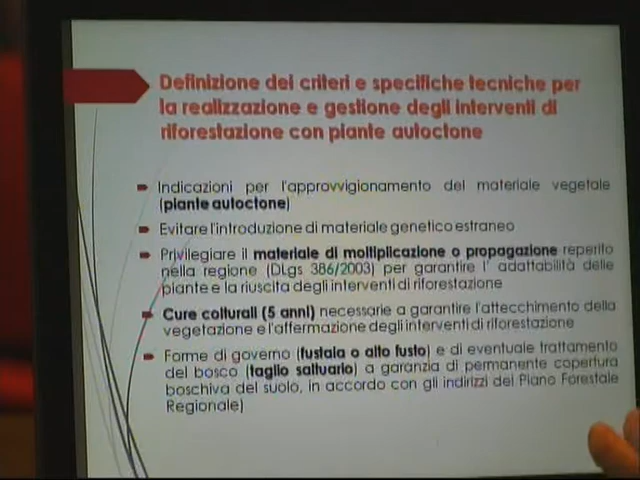 Definizione dei criteri e specifiche tecniche per
la realizzazione e gestione degli interventi di
riforestazione con piante autoctone
Indicazioni per l'approvvigionamento del materiale vegetale
(piante autoctone)
Evitare l'introduzione di materiale genetico estraneo
Privilegiare il materiale di moltiplicazione o propagazione reperito
nella regione (DLgs 386/2003) per garantire l' adattabilità delle
piante e la riuscita degli interventi di riforestazione
Cure colturali (5 anni) necessarie a garantire l'attecchimento della
vegetazione e l'affermazione degli interventi di riforestazione
Forme di governo (fustaia o alto fusto) e di eventuale trattamento
del bosco (taglio saltuario) a garanzia di permanente copertura
boschiva del suolo, in accordo con gli indirizzi del Piano Forestale
Regionale)